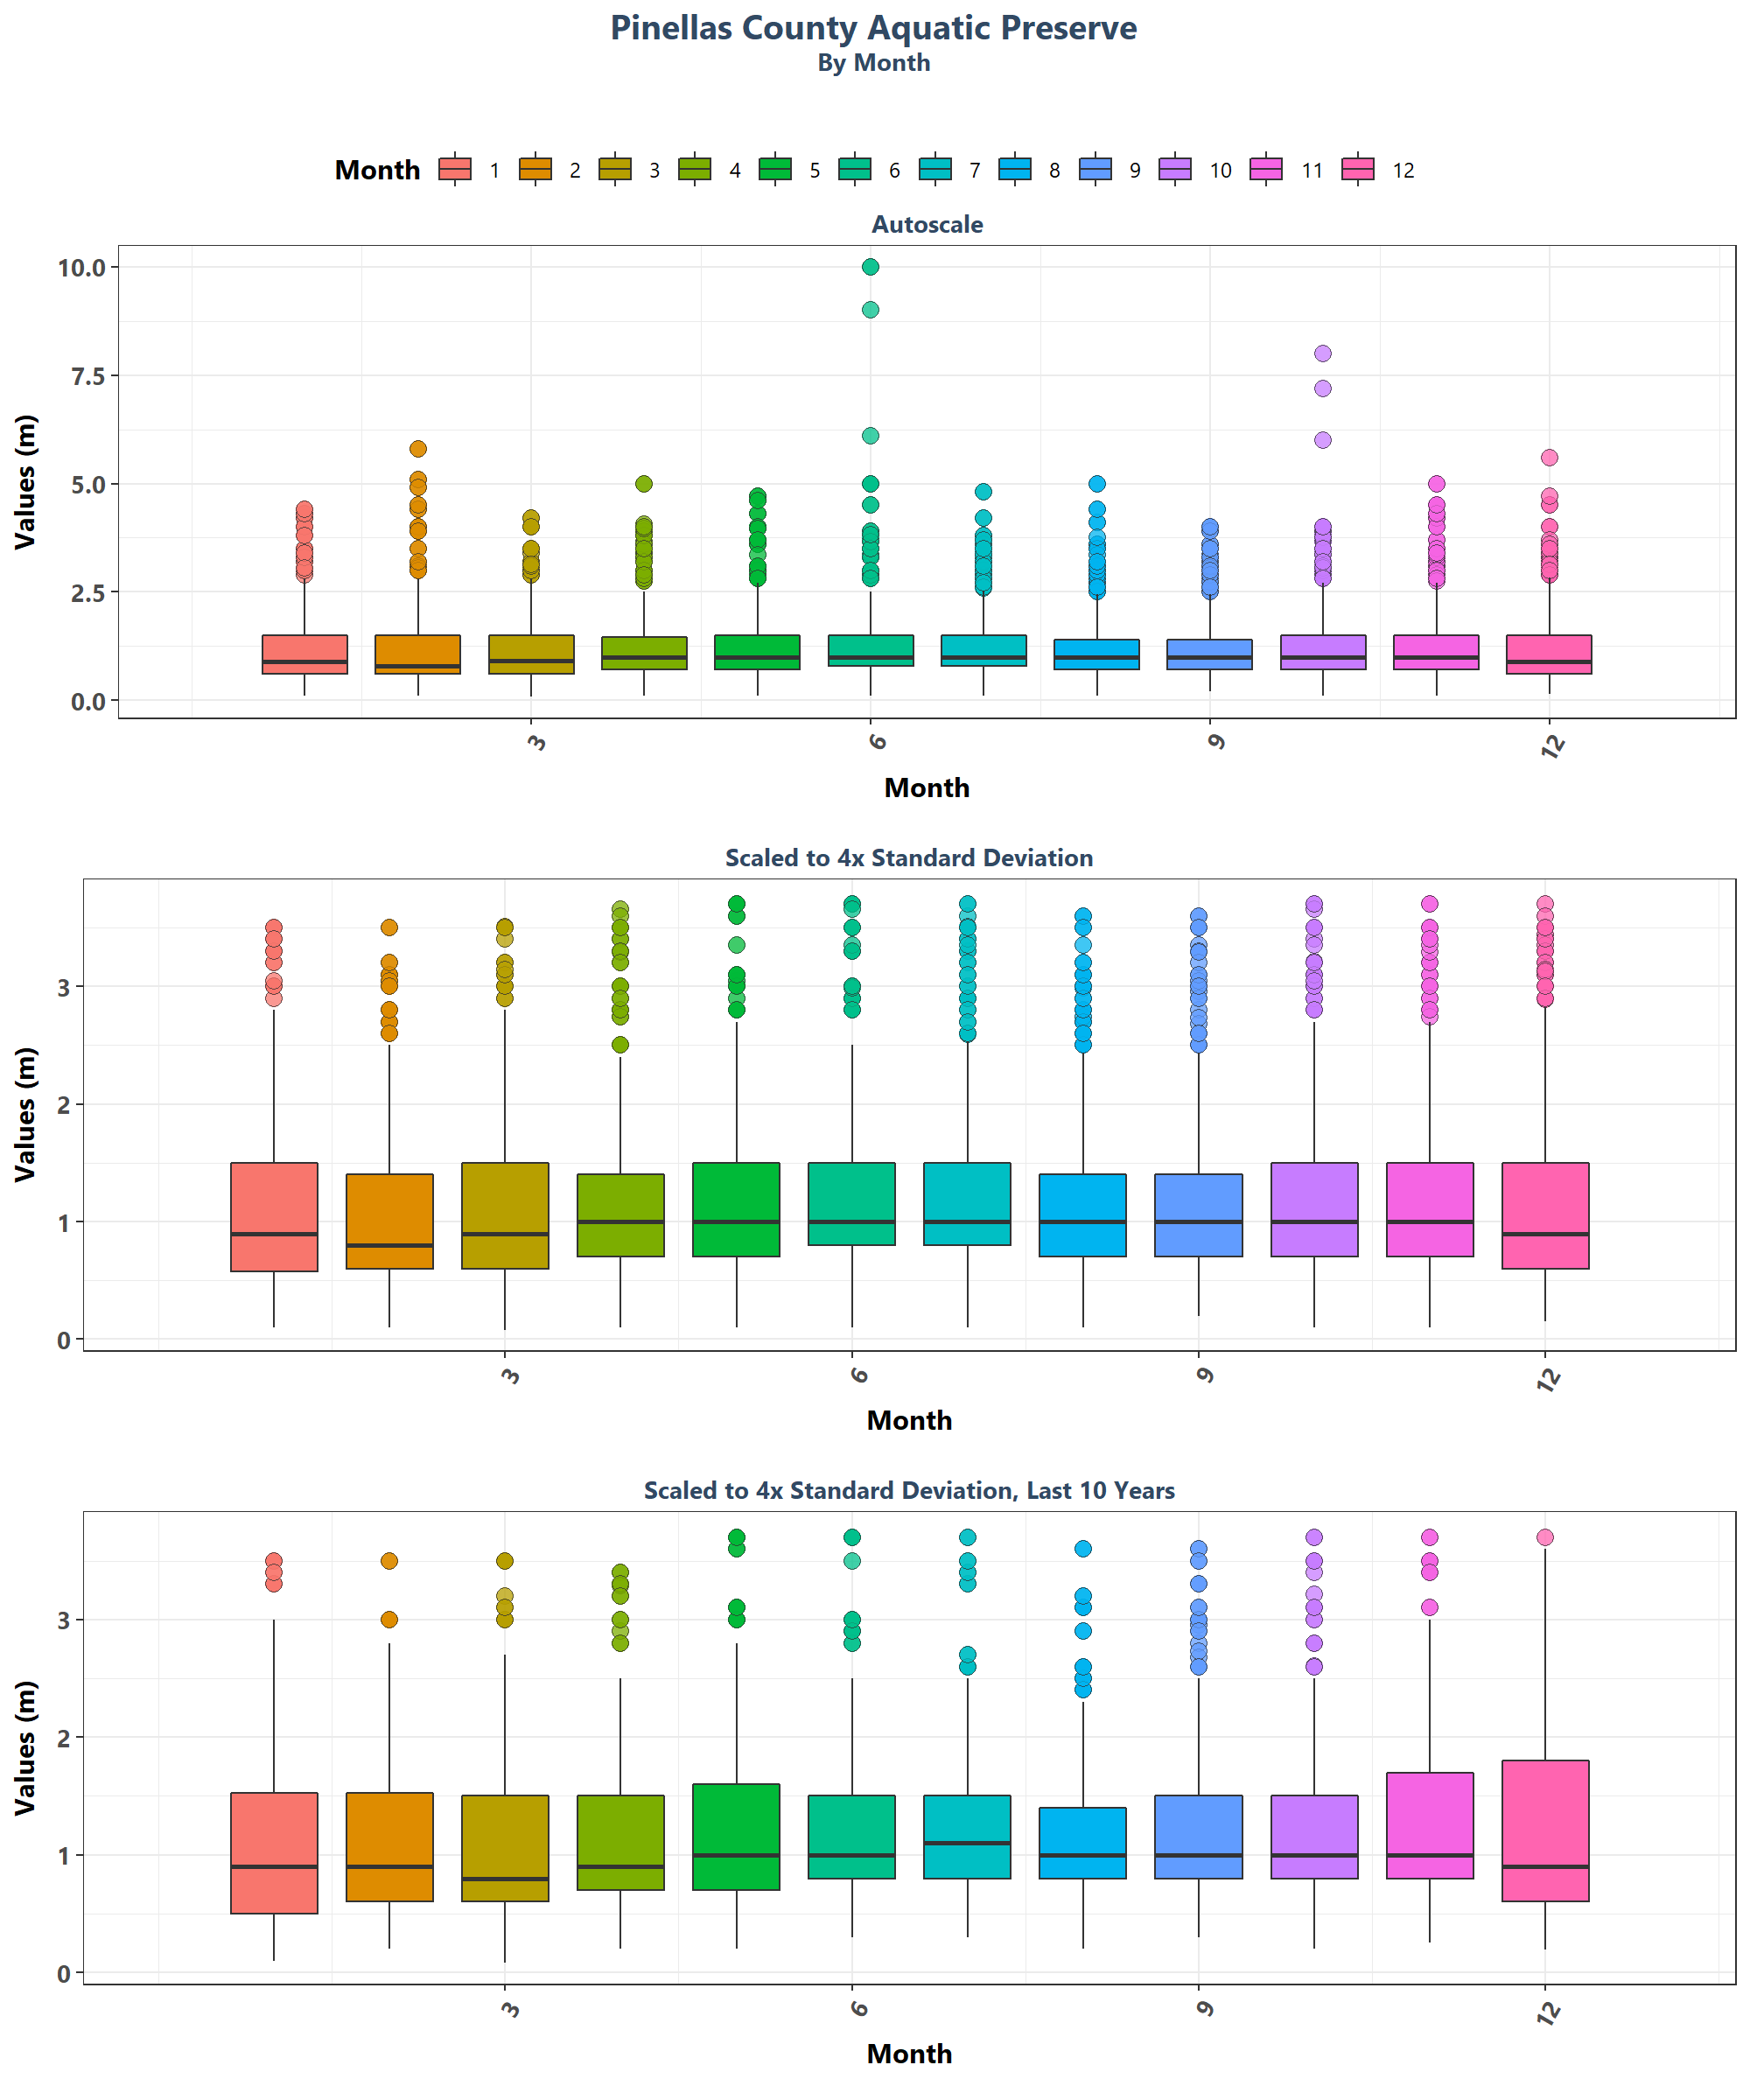 Pinellas County Aquatic Preserve
By Month
Month 1 2 3 4 5 6 7 8 9 10 11 12
Autoscale
Values (m)
10.0
7.5
5.0
2.5
0.0
3 6 9 12
Month
Scaled to 4x Standard Deviation
Values (m)
3
2
1
0
3 6 9 12
Month
Scaled to 4x Standard Deviation, Last 10 Years
Values (m)
3
2
1
0
3 6 9 12
Month